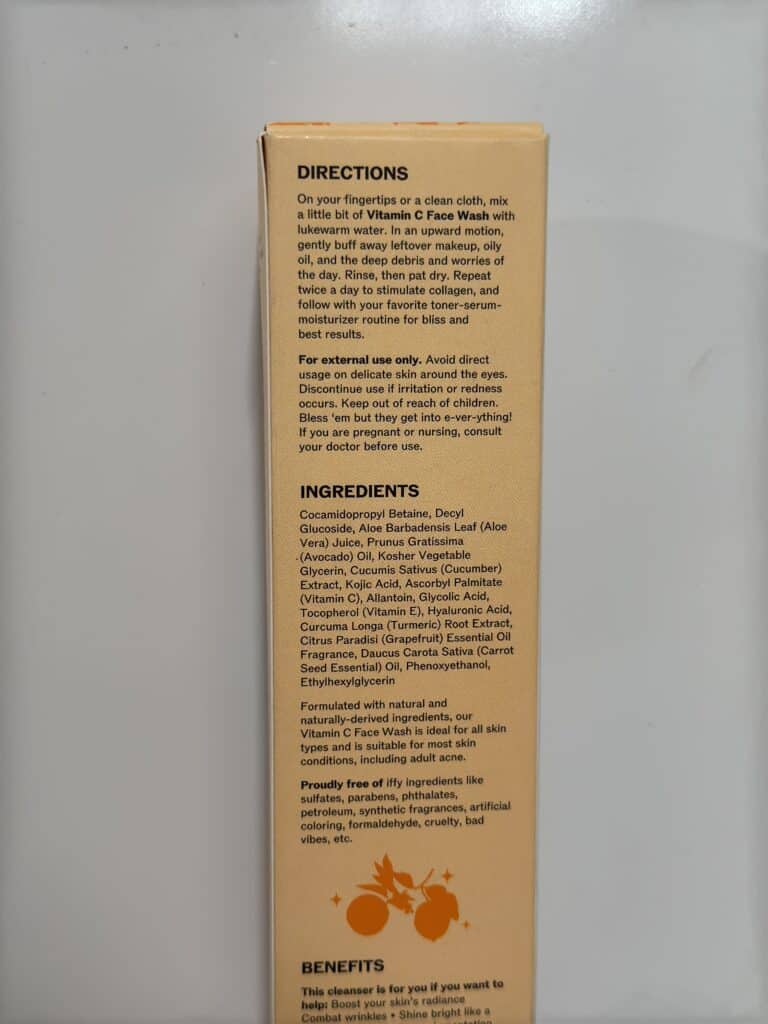 DIRECTIONS
On your fingertips or a clean cloth, mix
a little bit of Vitamin C Face Wash with
lukewarm water. In an upward motion,
gently buff away leftover makeup, oily
oil, and the deep debris and worries of
the day. Rinse, then pat dry. Repeat
twice a day to stimulate collagen, and
follow with your favorite toner-serum-
moisturizer routine for bliss and
best results.
For external use only. Avoid direct
usage on delicate skin around the eyes.
Discontinue use if irritation or redness
occurs. Keep out of reach of children.
Bless 'em but they get into e-ver-ything!
If you are pregnant or nursing, consult
your doctor before use.
INGREDIENTS
Cocamidopropyl Betaine, Decyl
Glucoside, Aloe Barbadensis Leaf (Aloe
Vera) Juice, Prunus Gratissima
(Avocado) Oil, Kosher Vegetable
Glycerin, Cucumis Sativus (Cucumber)
Extract, Kojic Acid, Ascorbyl Palmitate
(Vitamin C), Allantoin, Glycolic Acid,
Tocopherol (Vitamin E), Hyaluronic Acid,
Curcuma Longa (Turmeric) Root Extract,
Citrus Paradisi (Grapefruit) Essential Oil
Fragrance, Daucus Carota Sativa (Carrot
Seed Essential) Oil, Phenoxyethanol,
Ethylhexylglycerin
Formulated with natural and
naturally-derived ingredients, our
Vitamin C Face Wash is ideal for all skin
types and is suitable for most skin
conditions, including adult acne.
Proudly free of iffy ingredients like
sulfates, parabens, phthalates,
petroleum, synthetic fragrances, artificial
coloring, formaldehyde, cruelty, bad
vibes, etc.
BENEFITS
This cleanser is for you if you want to
help: Boost your skin's radiance
Combat wrinkles • Shine bright like a